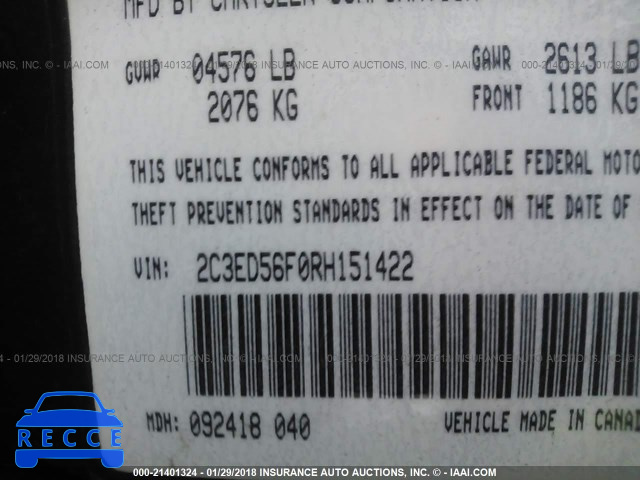 MFD BY CHRYSLER CORPORATION
GVWR 04576 LB GAWR 2613 LB
2076 KG FRONT 1186 KG
THIS VEHICLE CONFORMS TO ALL APPLICABLE FEDERAL MOTO
THEFT PREVENTION STANDARDS IN EFFECT ON THE DATE OF
VIN: 2C3ED56F0RH151422
MDH: 092418 040 VEHICLE MADE IN CANAD
RECCE
000-21401324 - 01/29/2018 INSURANCE AUTO AUCTIONS, INC. - © IAAI.COM